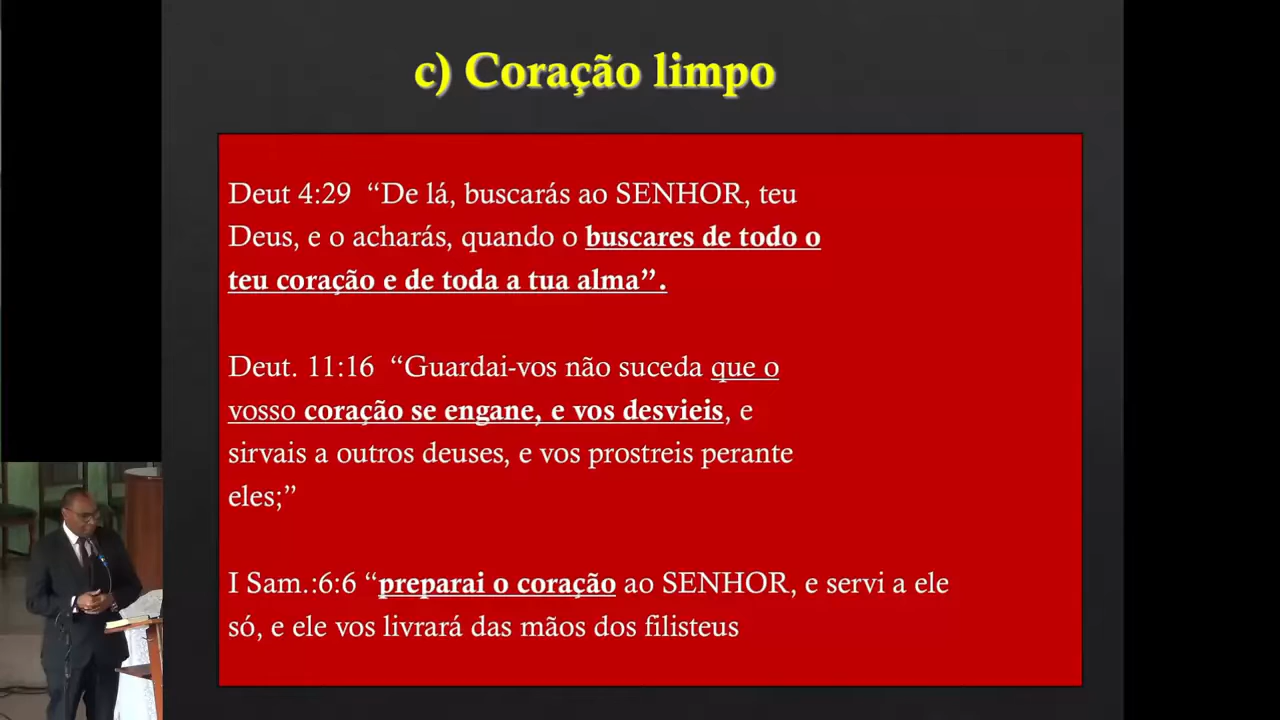 c) Coração limpo
Deut 4:29 “De lá, buscarás ao SENHOR, teu
Deus, e o acharás, quando o buscares de todo o
teu coração e de toda a tua alma”.
Deut. 11:16 “Guardai-vos não suceda que o
vosso coração se engane, e vos desvieis, e
sirvais a outros deuses, e vos prostreis perante
eles;”
I Sam.:6:6 “preparai o coração ao SENHOR, e servi a ele
só, e ele vos livrará das mãos dos filisteus